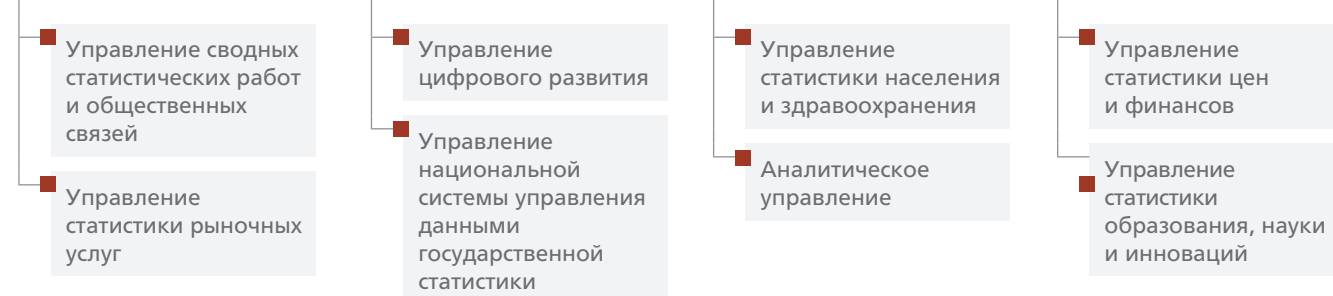 Управление сводных
статистических работ
и общественных
связей
Управление
статистики рыночных
услуг
Управление
цифрового развития
Управление
национальной
системы управления
данными
государственной
статистики
Управление
статистики населения
и здравоохранения
Аналитическое
управление
Управление
статистики цен
и финансов
Управление
статистики
образования, науки
и инноваций